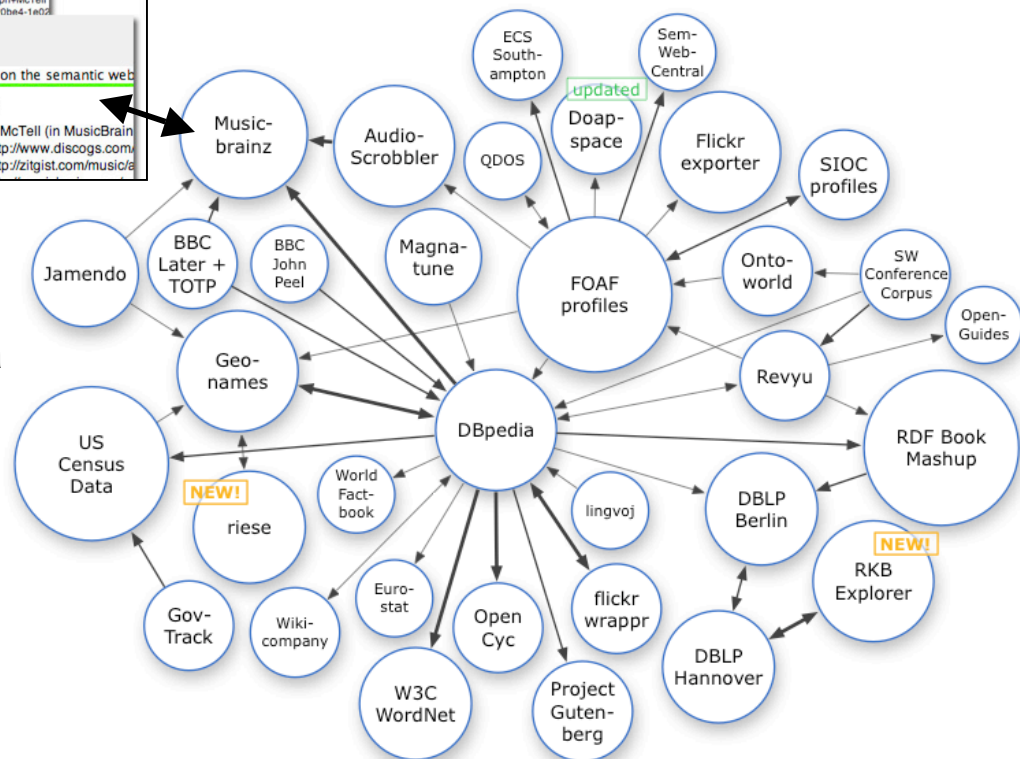 on the semantic web
McTell (in MusicBrain
tp://www.discogs.com/
tp://zitgist.com/music/a
ECS
South-
ampton
Sem-
Web-
Central
updated
Doap-
space
Music-
brainz
Audio-
Scrobbler
QDOS
Flickr
exporter
SIOC
profiles
Jamendo
BBC
Later +
TOTP
BBC
John
Peel
Magna-
tune
FOAF
profiles
Onto-
world
SW
Conference
Corpus
Open-
Guides
Geo-
names
Revyu
DBpedia
US
Census
Data
RDF Book
Mashup
NEW!
riese
World
Fact-
book
lingvoj
DBLP
Berlin
NEW!
RKB
Explorer
Gov-
Track
Wiki-
company
Euro-
stat
Open
Cyc
flickr
wrappr
DBLP
Hannover
W3C
WordNet
Project
Guten-
berg